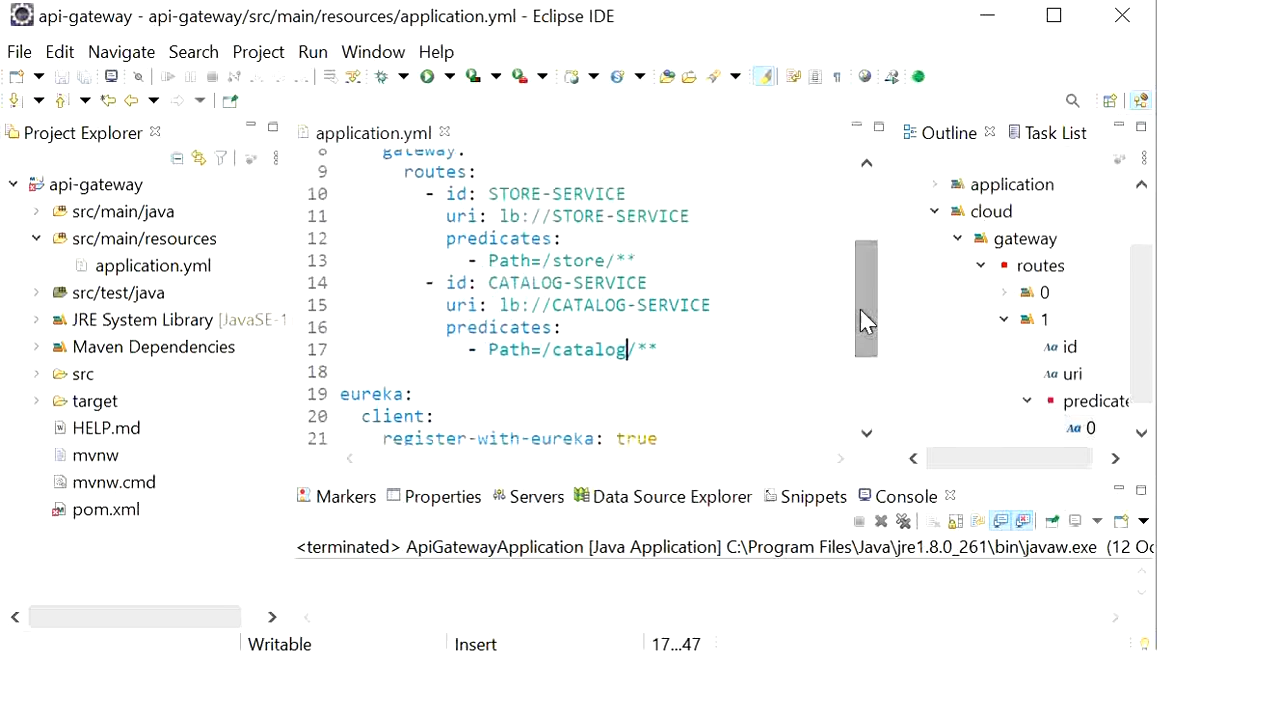 api-gateway - api-gateway/src/main/resources/application.yml - Eclipse IDE
File Edit Navigate Search Project Run Window Help
Project Explorer
api-gateway
src/main/java
src/main/resources
application.yml
src/test/java
JRE System Library [JavaSE-1
Maven Dependencies
src
target
HELP.md
mvnw
mvnw.cmd
pom.xml
application.yml
8 gateway:
9 routes:
10 - id: STORE-SERVICE
11 uri: lb://STORE-SERVICE
12 predicates:
13 - Path=/store/**
14 - id: CATALOG-SERVICE
15 uri: lb://CATALOG-SERVICE
16 predicates:
17 - Path=/catalog/**
18
19 eureka:
20 client:
21 register-with-eureka: true
Outline Task List
application
cloud
gateway
routes
0
1
id
uri
predicate
0
Markers Properties Servers Data Source Explorer Snippets Console
<terminated> ApiGatewayApplication [Java Application] C:\Program Files\Java\jre1.8.0_261\bin\javaw.exe (12 Oc
Writable Insert 17...47